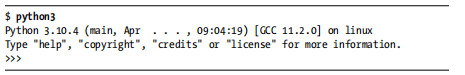 $ python3
Python 3.10.4 (main, Apr . . . , 09:04:19) [GCC 11.2.0] on linux
Type "help", "copyright", "credits" or "license" for more information.
>>>